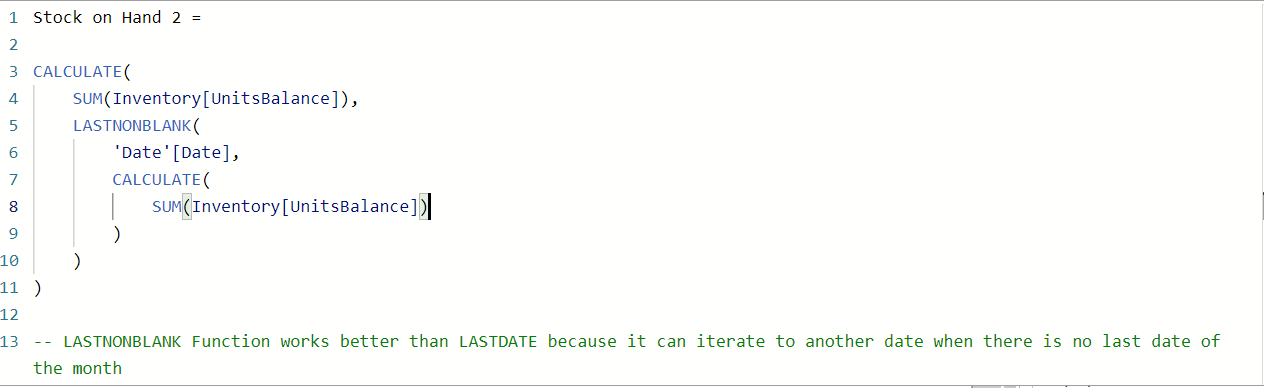 1 Stock on Hand 2 =
2
3 CALCULATE(
4 SUM(Inventory[UnitsBalance]),
5 LASTNONBLANK(
6 'Date'[Date],
7 CALCULATE(
8 SUM(Inventory[UnitsBalance])
9 )
10 )
11 )
12
13 -- LASTNONBLANK Function works better than LASTDATE because it can iterate to another date when there is no last date of
the month